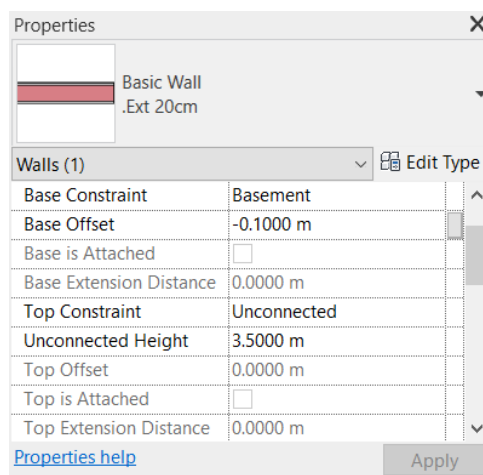 Properties
Basic Wall
.Ext 20cm
Walls (1) Edit Type
Base Constraint Basement
Base Offset -0.1000 m
Base is Attached
Base Extension Distance 0.0000 m
Top Constraint Unconnected
Unconnected Height 3.5000 m
Top Offset 0.0000 m
Top is Attached
Top Extension Distance 0.0000 m
Properties help Apply